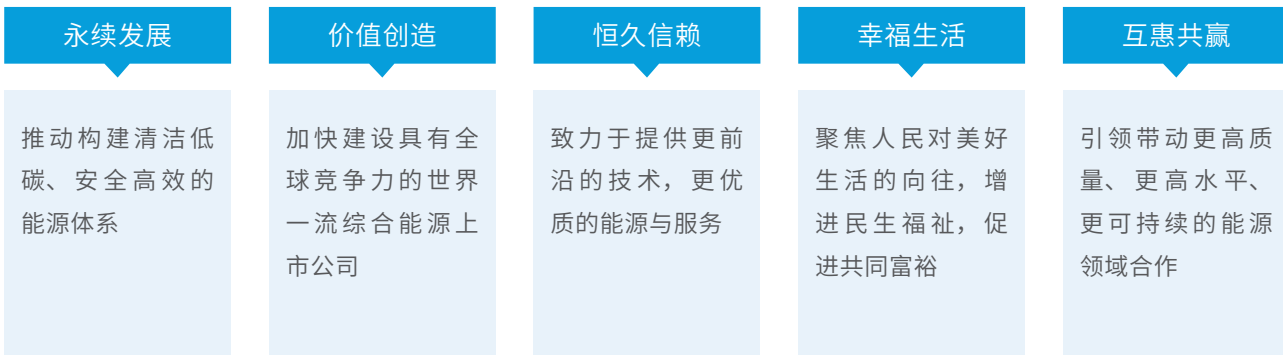 永续发展
推动构建清洁低
碳、安全高效的
能源体系
价值创造
加快建设具有全
球竞争力的世界
一流综合能源上
市公司
恒久信赖
致力于提供更前
沿的技术，更优
质的能源与服务
幸福生活
聚焦人民对美好
生活的向往，增
进民生福祉，促
进共同富裕
互惠共赢
引领带动更高质
量、更高水平、
更可持续的能源
领域合作